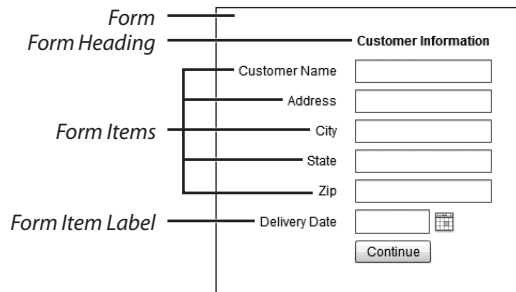 Form
Form Heading
Customer Information
Customer Name
Address
Form Items
City
State
Zip
Form Item Label
Delivery Date
Continue